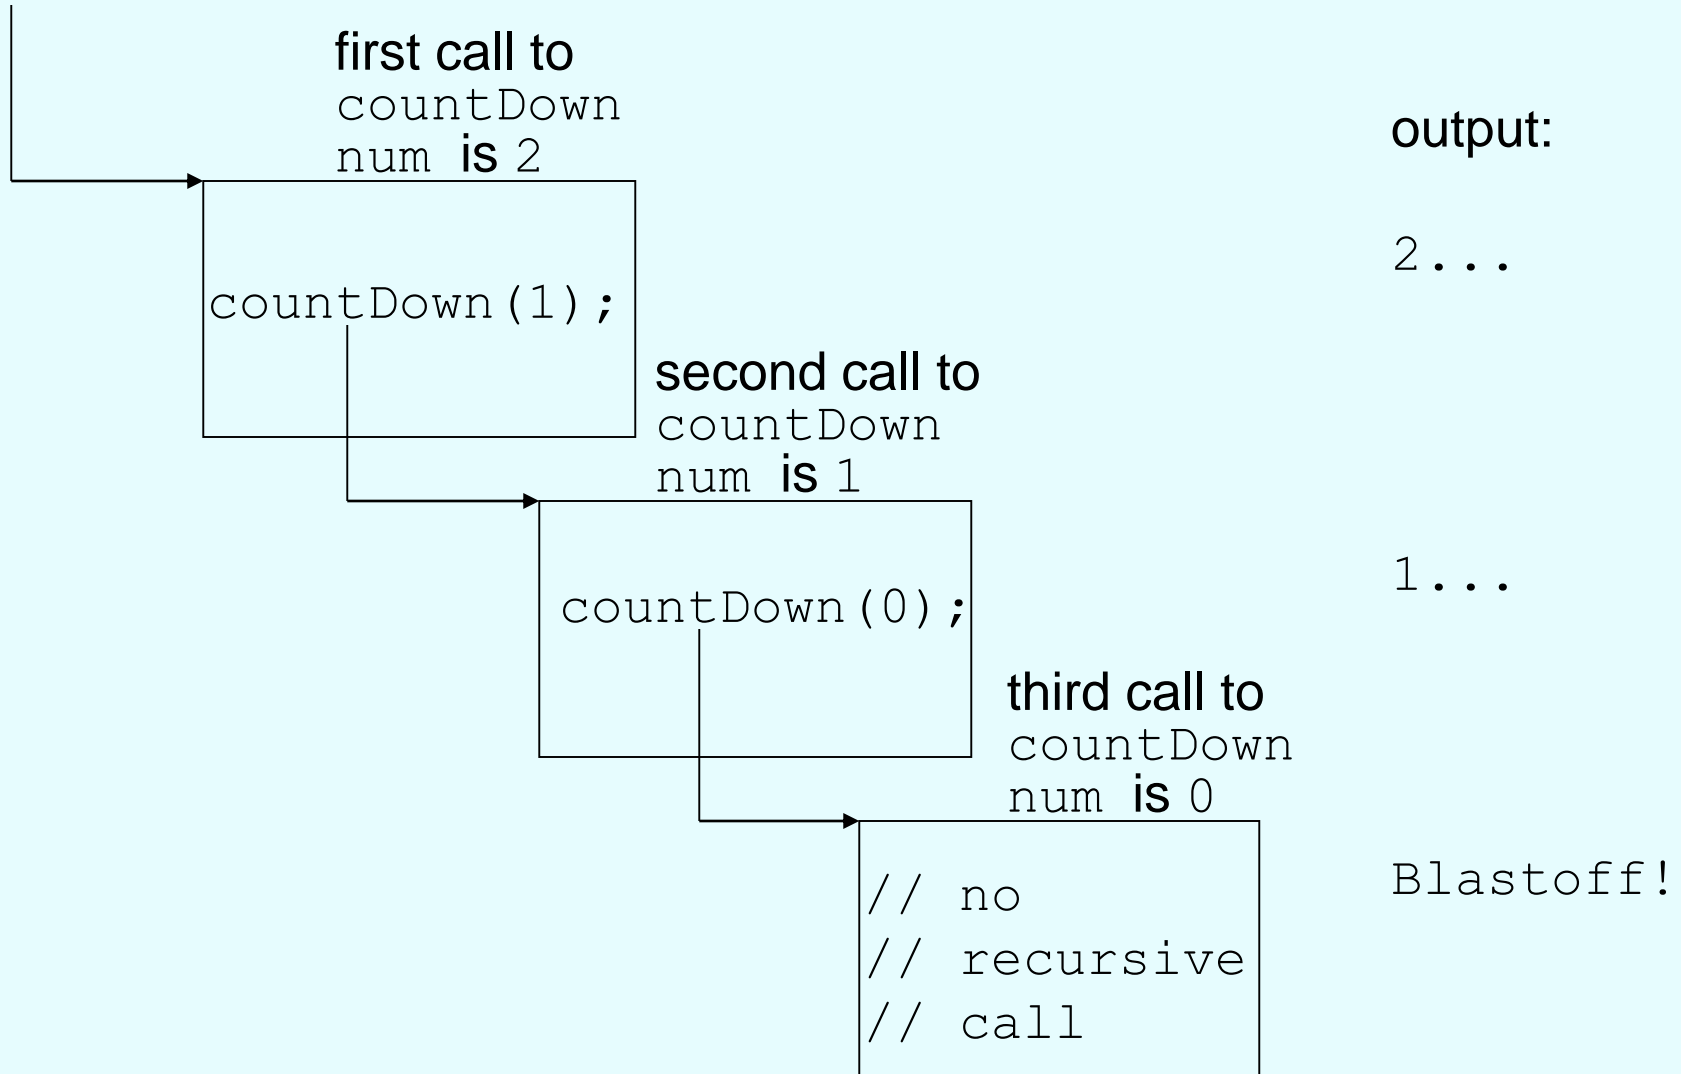 first call to
countDown
num is 2
output:
2...
countDown(1);
second call to
countDown
num is 1
1...
countDown(0);
third call to
countDown
num is 0
Blastoff!
// no
// recursive
// call